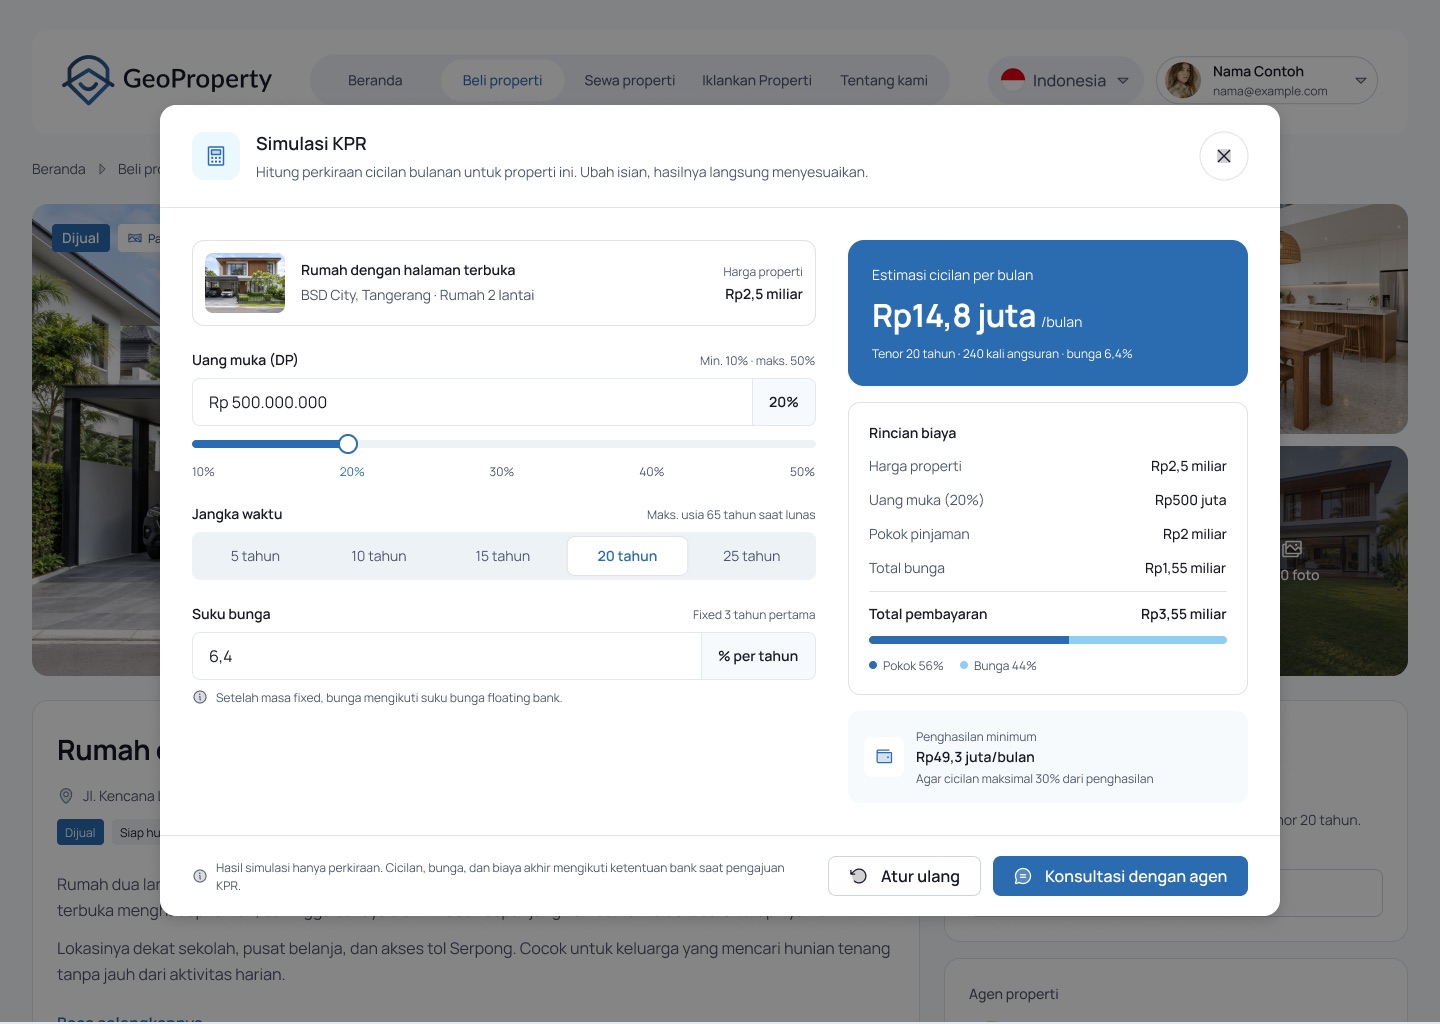 GeoProperty
Beranda
Beli properti
Sewa properti
Iklankan Properti
Tentang kami
Indonesia
Nama Contoh
nama@example.com
Beranda
Beli
Dijual
Simulasi KPR
Hitung perkiraan cicilan bulanan untuk properti ini. Ubah isian, hasilnya langsung menyesuaikan.
Rumah dengan halaman terbuka
BSD City, Tangerang · Rumah 2 lantai
Harga properti
Rp2,5 miliar
Uang muka (DP)
Min. 10% · maks. 50%
Rp 500.000.000
20%
10%
20%
30%
40%
50%
Jangka waktu
Maks. usia 65 tahun saat lunas
5 tahun
10 tahun
15 tahun
20 tahun
25 tahun
Suku bunga
Fixed 3 tahun pertama
6,4
% per tahun
Setelah masa fixed, bunga mengikuti suku bunga floating bank.
Estimasi cicilan per bulan
Rp14,8 juta /bulan
Tenor 20 tahun · 240 kali angsuran · bunga 6,4%
Rincian biaya
Harga properti
Rp2,5 miliar
Uang muka (20%)
Rp500 juta
Pokok pinjaman
Rp2 miliar
Total bunga
Rp1,55 miliar
Total pembayaran
Rp3,55 miliar
Pokok 56%
Bunga 44%
Penghasilan minimum
Rp49,3 juta/bulan
Agar cicilan maksimal 30% dari penghasilan
Hasil simulasi hanya perkiraan. Cicilan, bunga, dan biaya akhir mengikuti ketentuan bank saat pengajuan
KPR.
Atur ulang
Konsultasi dengan agen
foto
Rumah
Jl. Kencana
Dijual
Siap
20 tahun.
Rumah dua
terbuka
Lokasinya dekat sekolah, pusat belanja, dan akses tol Serpong. Cocok untuk keluarga yang mencari hunian tenang
tanpa jauh dari aktivitas harian.
Agen properti